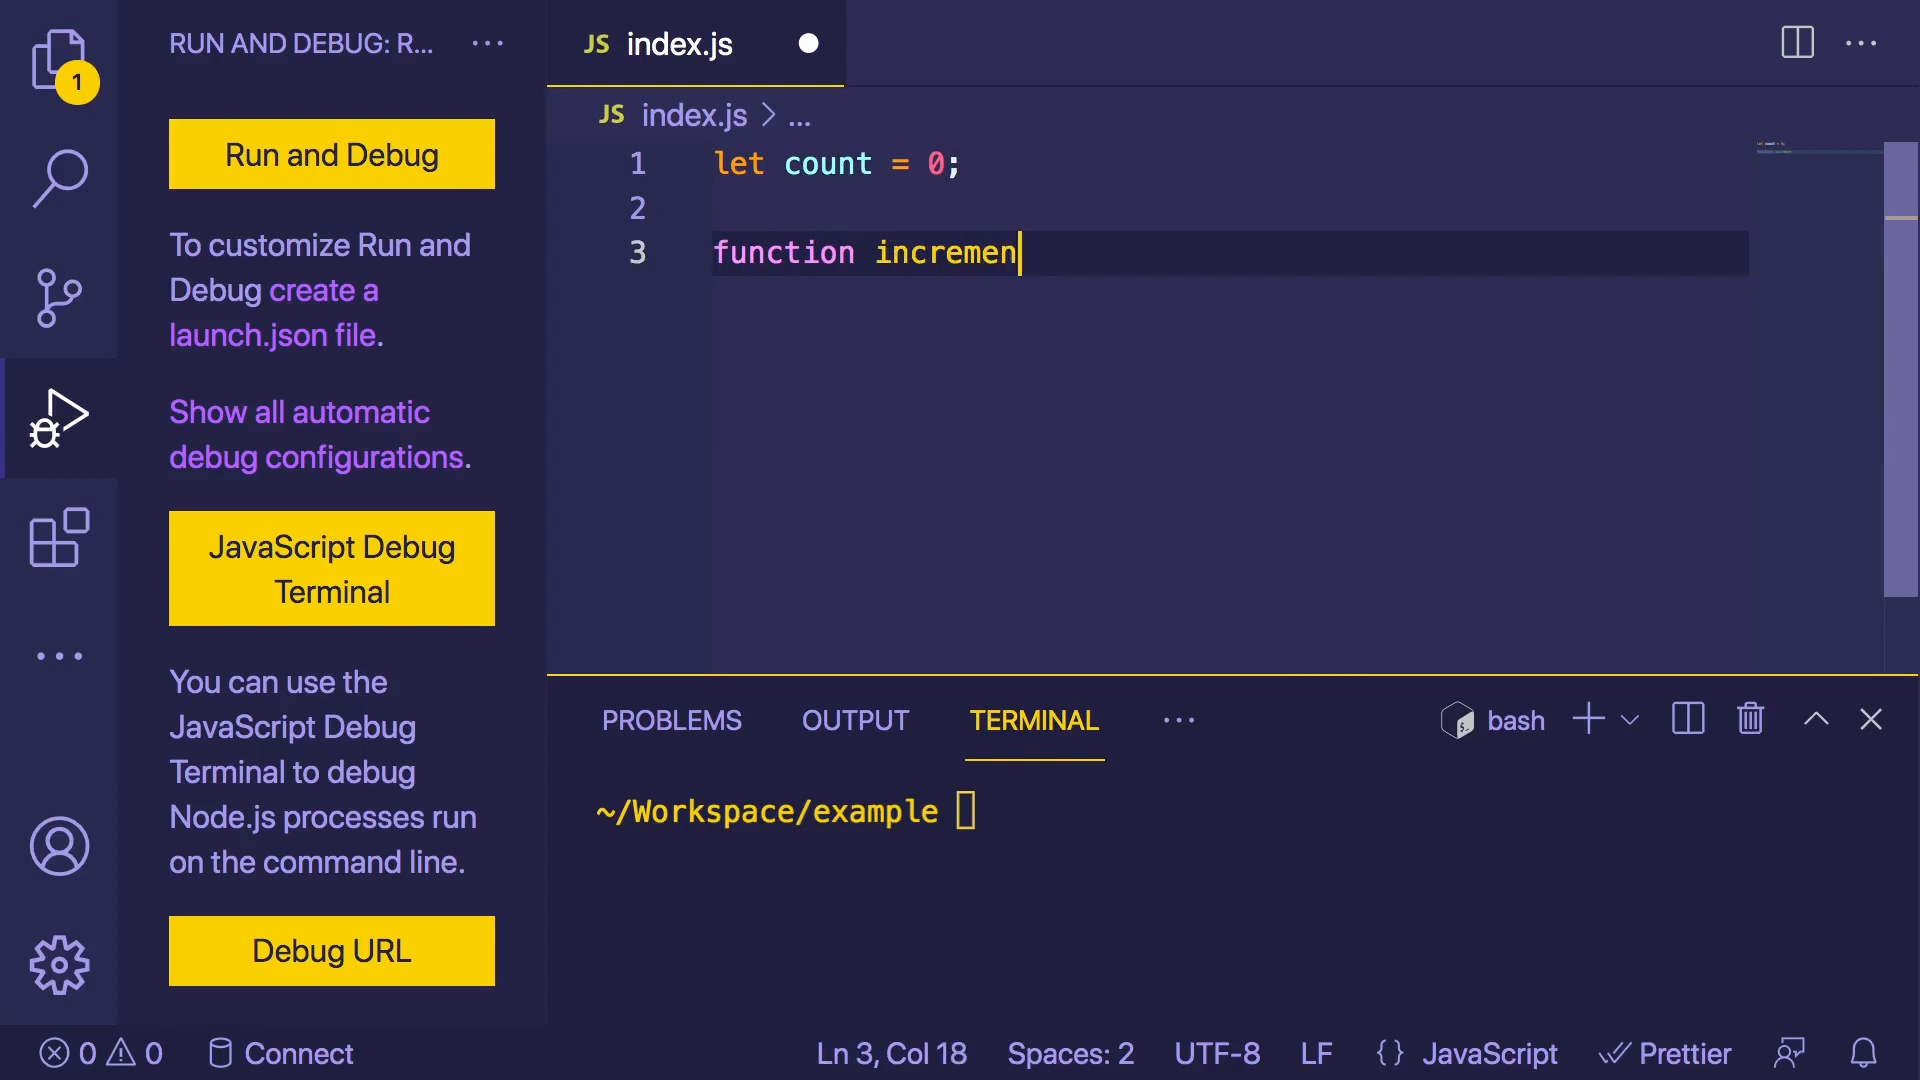 RUN AND DEBUG: R...
JS index.js
1
Run and Debug
JS index.js > ...
1 let count = 0;
2
3 function incremen
To customize Run and
Debug create a
launch.json file.
Show all automatic
debug configurations.
JavaScript Debug
Terminal
You can use the
JavaScript Debug
Terminal to debug
Node.js processes run
on the command line.
Debug URL
PROBLEMS OUTPUT TERMINAL ... bash
~/Workspace/example
0 0 Connect Ln 3, Col 18 Spaces: 2 UTF-8 LF {} JavaScript Prettier